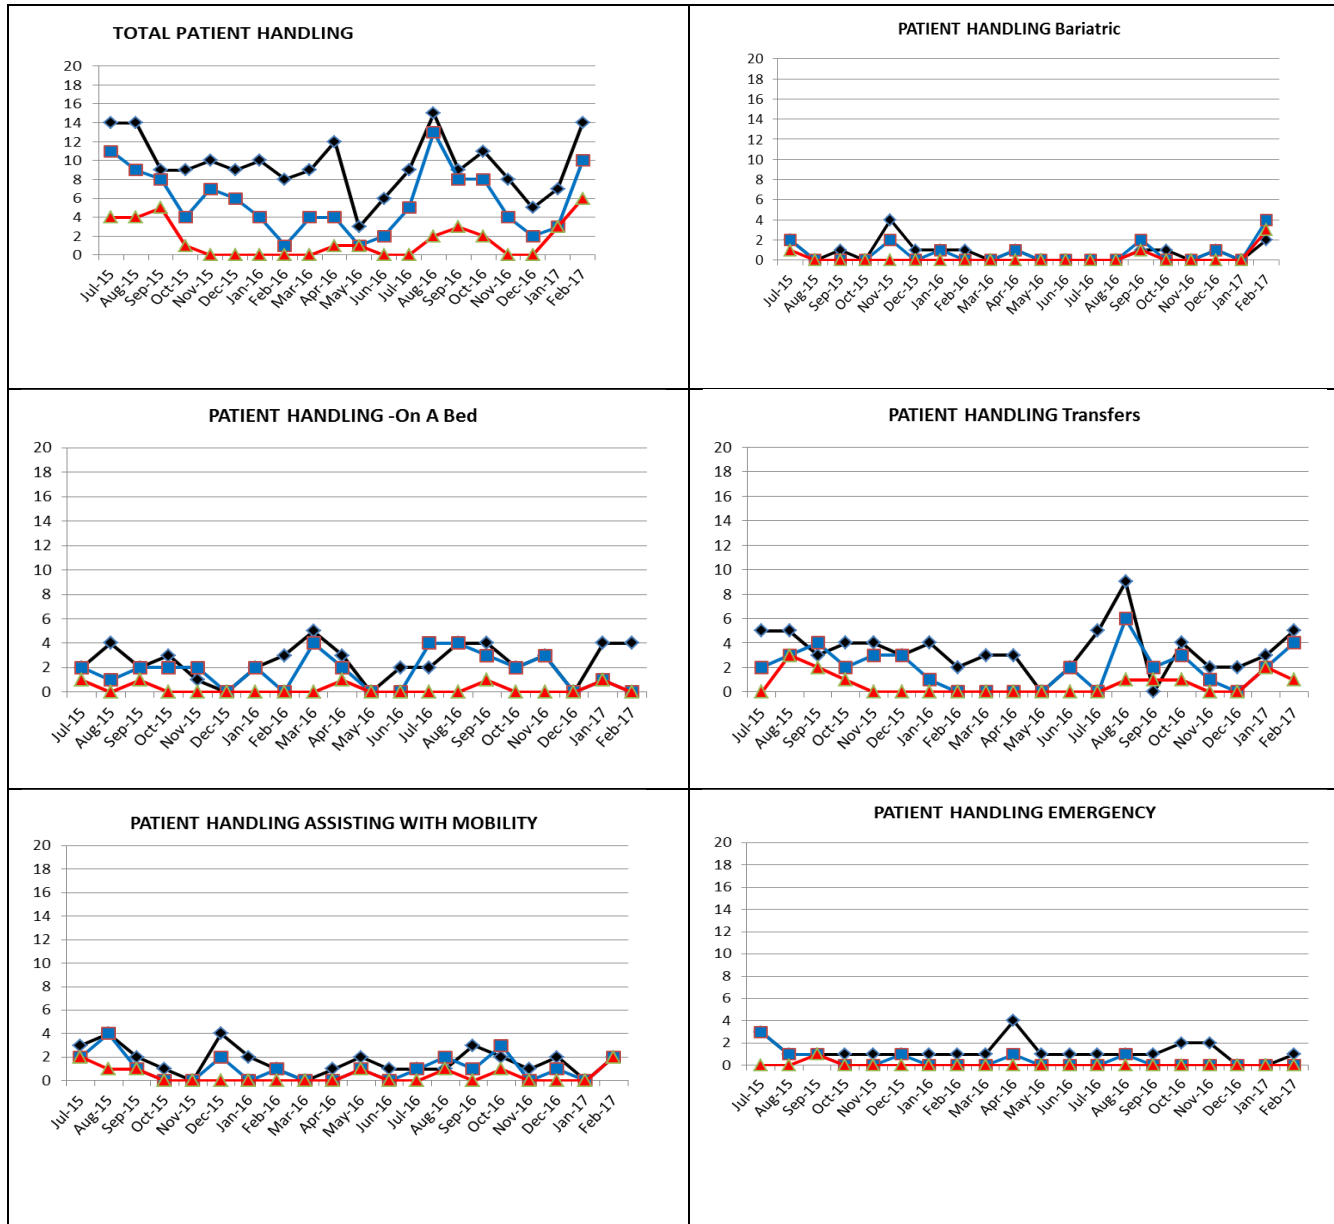 TOTAL PATIENT HANDLING
20
18
16
14
12
10
8
6
4
2
0
Jul-15
Aug-15
Sep-15
Oct-15
Nov-15
Dec-15
Jan-16
Feb-16
Mar-16
Apr-16
May-16
Jun-16
Jul-16
Aug-16
Sep-16
Oct-16
Nov-16
Dec-16
Jan-17
Feb-17
PATIENT HANDLING Bariatric
20
18
16
14
12
10
8
6
4
2
0
Jul-15
Aug-15
Sep-15
Oct-15
Nov-15
Dec-15
Jan-16
Feb-16
Mar-16
Apr-16
May-16
Jun-16
Jul-16
Aug-16
Sep-16
Oct-16
Nov-16
Dec-16
Jan-17
Feb-17
PATIENT HANDLING -On A Bed
20
18
16
14
12
10
8
6
4
2
0
Jul-15
Aug-15
Sep-15
Oct-15
Nov-15
Dec-15
Jan-16
Feb-16
Mar-16
Apr-16
May-16
Jun-16
Jul-16
Aug-16
Sep-16
Oct-16
Nov-16
Dec-16
Jan-17
Feb-17
PATIENT HANDLING Transfers
20
18
16
14
12
10
8
6
4
2
0
Jul-15
Aug-15
Sep-15
Oct-15
Nov-15
Dec-15
Jan-16
Feb-16
Mar-16
Apr-16
May-16
Jun-16
Jul-16
Aug-16
Sep-16
Oct-16
Nov-16
Dec-16
Jan-17
Feb-17
PATIENT HANDLING ASSISTING WITH MOBILITY
20
18
16
14
12
10
8
6
4
2
0
Jul-15
Aug-15
Sep-15
Oct-15
Nov-15
Dec-15
Jan-16
Feb-16
Mar-16
Apr-16
May-16
Jun-16
Jul-16
Aug-16
Sep-16
Oct-16
Nov-16
Dec-16
Jan-17
Feb-17
PATIENT HANDLING EMERGENCY
20
18
16
14
12
10
8
6
4
2
0
Jul-15
Aug-15
Sep-15
Oct-15
Nov-15
Dec-15
Jan-16
Feb-16
Mar-16
Apr-16
May-16
Jun-16
Jul-16
Aug-16
Sep-16
Oct-16
Nov-16
Dec-16
Jan-17
Feb-17